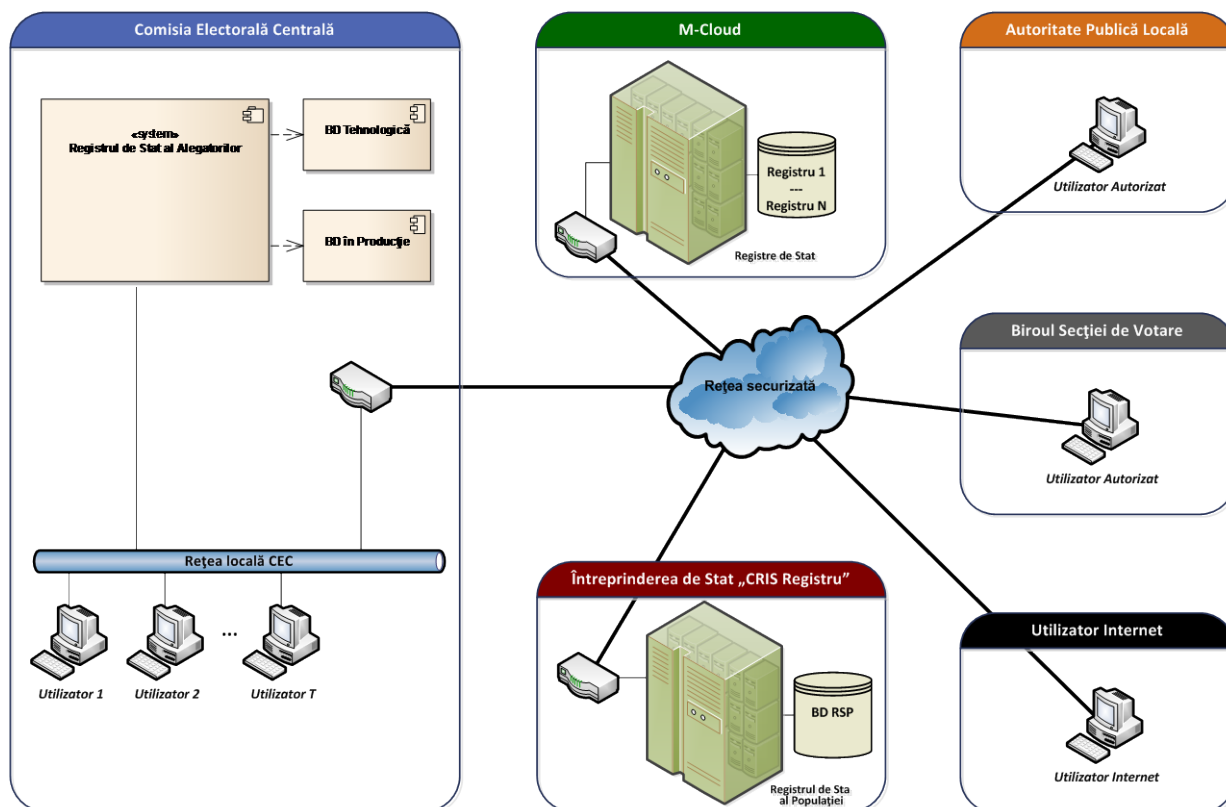 Comisia Electorală Centrală
«system»
Registrul de Stat al Alegatorilor
BD Tehnologică
BD în Producţie
Reţea locală CEC
Utilizator 1
Utilizator 2
...
Utilizator T
M-Cloud
Registru 1
---
Registru N
Registre de Stat
Reţea securizată
Întreprinderea de Stat „CRIS Registru”
BD RSP
Registrul de Sta
al Populaţiei
Autoritate Publică Locală
Utilizator Autorizat
Biroul Secţiei de Votare
Utilizator Autorizat
Utilizator Internet
Utilizator Internet